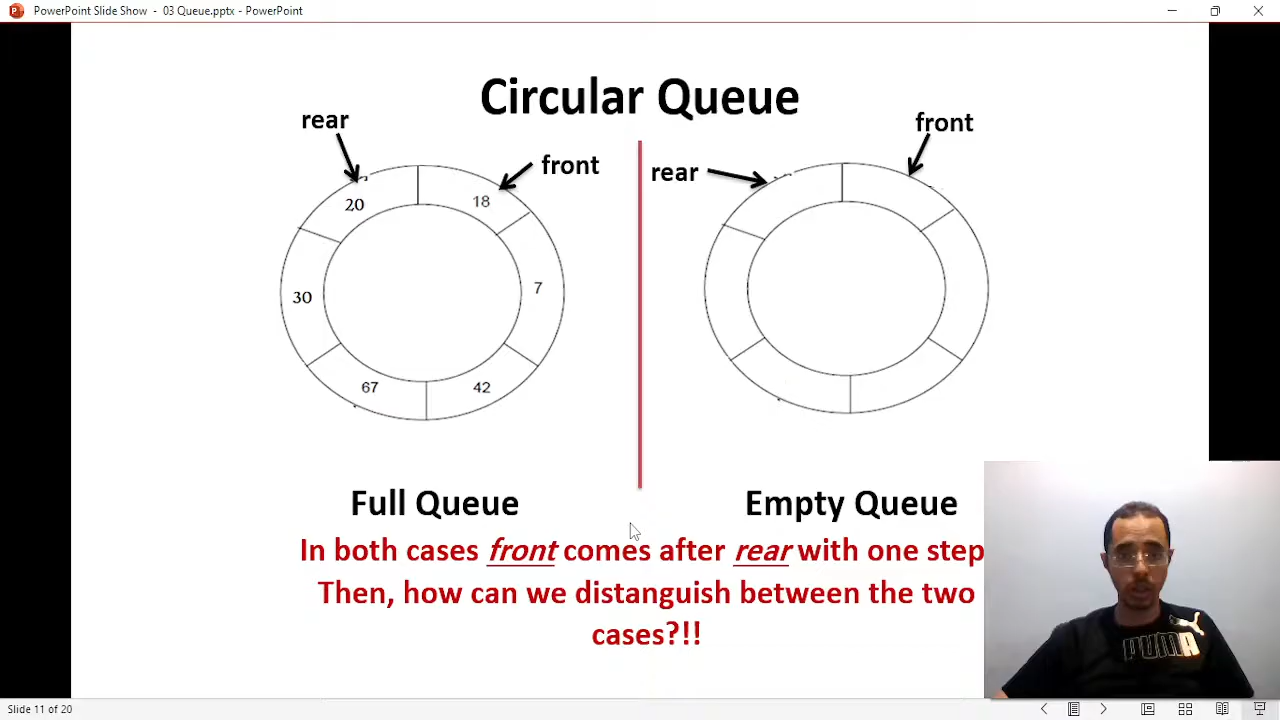 PowerPoint Slide Show - 03 Queue.pptx - PowerPoint
Circular Queue
rear
front
20
18
30
7
67
42
rear
front
Full Queue
Empty Queue
In both cases front comes after rear with one step
Then, how can we distanguish between the two
cases?!!
PUMA
Slide 11 of 20